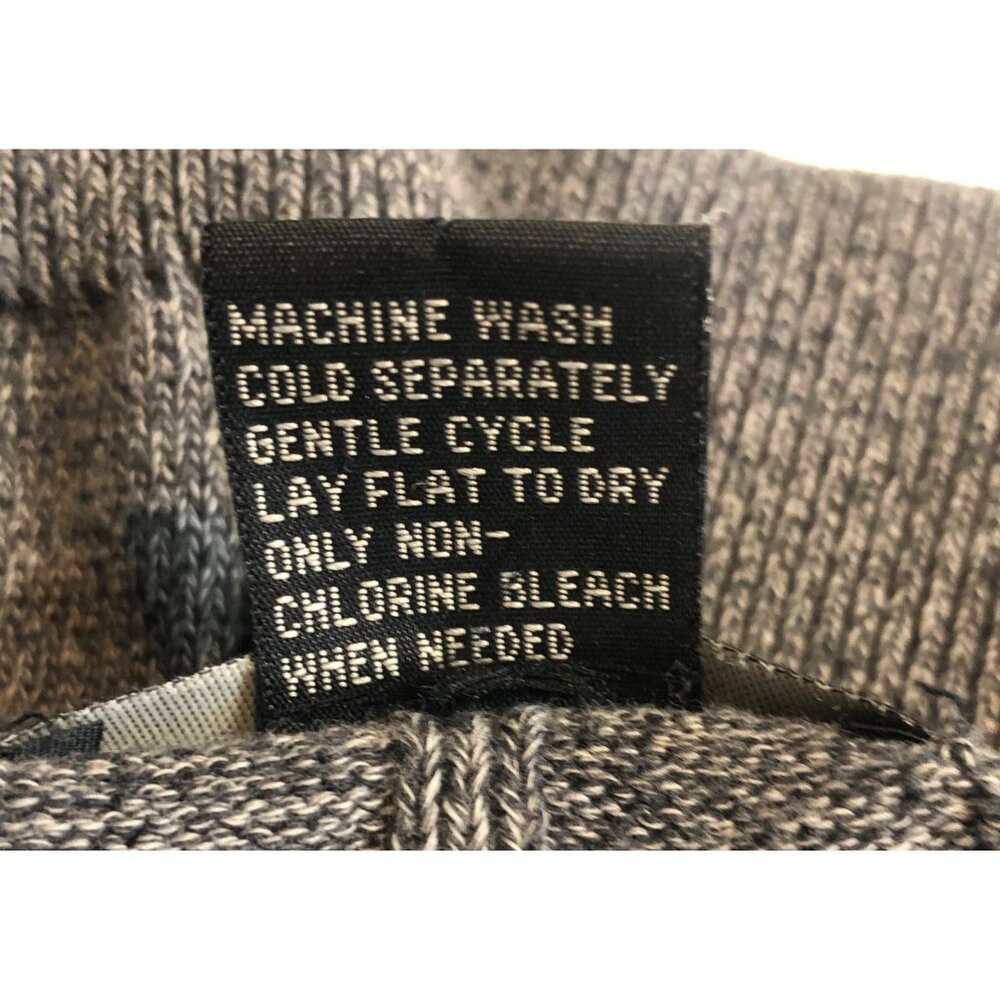 MACHINE WASH
COLD SEPARATELY
GENTLE CYCLE
LAY FLAT TO DRY
ONLY NON-
CHLORINE BLEACH
WHEN NEEDED